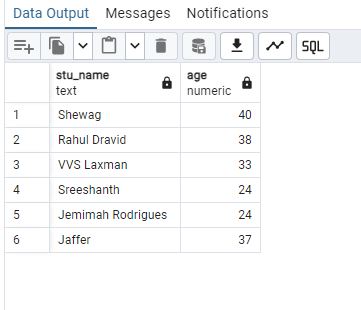 Data Output Messages Notifications
SQL
stu_name age
text numeric
1 Shewag 40
2 Rahul Dravid 38
3 VVS Laxman 33
4 Sreeshanth 24
5 Jemimah Rodrigues 24
6 Jaffer 37